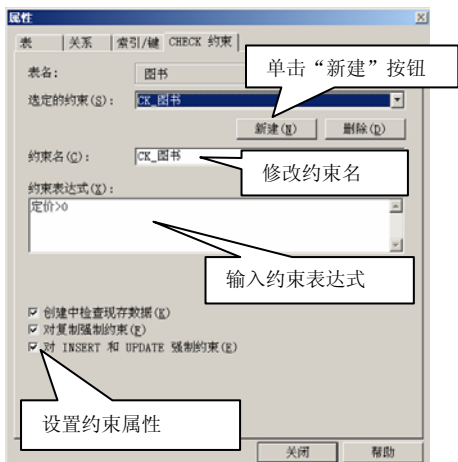 属性
表 关系 索引/键 CHECK 约束
表名： 图书
单击“新建”按钮
选定的约束(S)： CK_图书
新建(N) 删除(D)
约束名(C)： CK_图书
修改约束名
约束表达式(X)：
定价>0
输入约束表达式
创建中检查现存数据(K)
对复制强制约束(F)
对 INSERT 和 UPDATE 强制约束(E)
设置约束属性
关闭 帮助